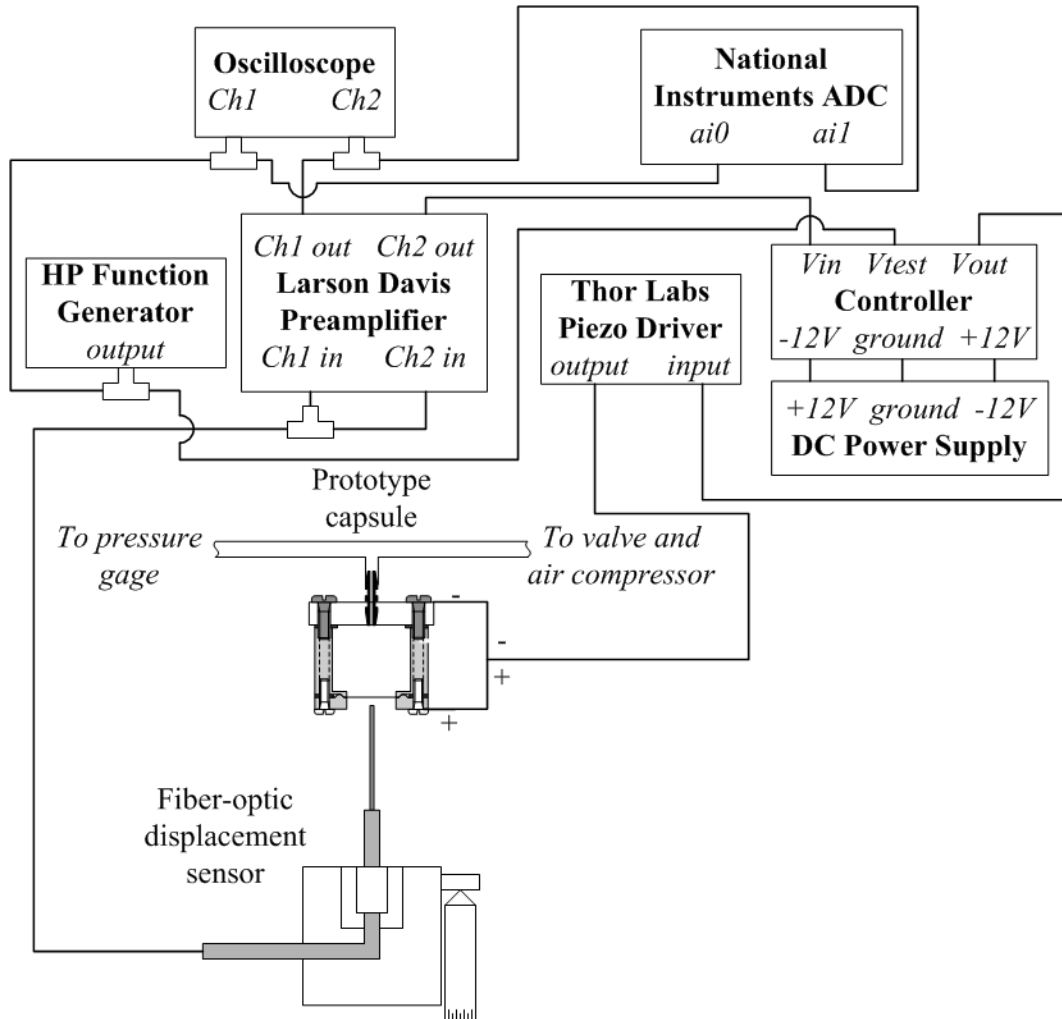 Oscilloscope
Ch1 Ch2
National
Instruments ADC
ai0 ai1
HP Function
Generator
output
Ch1 out Ch2 out
Larson Davis
Preamplifier
Ch1 in Ch2 in
Thor Labs
Piezo Driver
output input
Vin Vtest Vout
Controller
-12V ground +12V
+12V ground -12V
DC Power Supply
Prototype
capsule
To pressure
gage
To valve and
air compressor
-
-
+
+
Fiber-optic
displacement
sensor